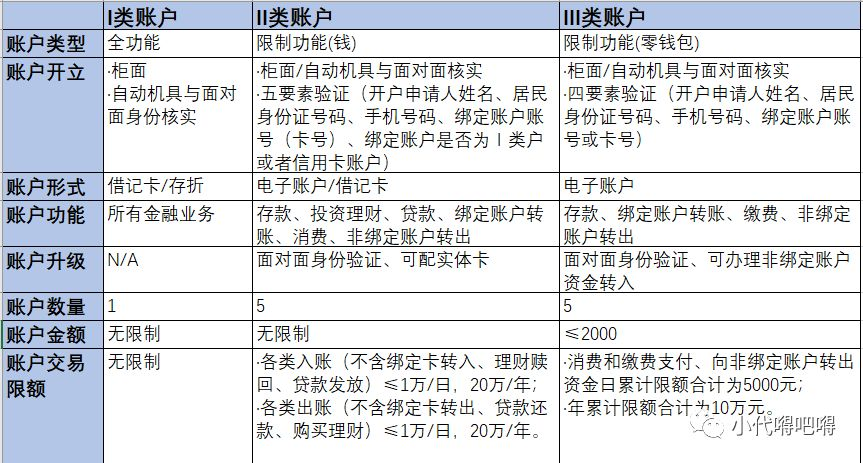 I类账户 II类账户 III类账户
账户类型 全功能 限制功能(钱) 限制功能(零钱包)
账户开立
·柜面
·自动机具与面对
面身份核实
·柜面/自动机具与面对面核实
·五要素验证（开户申请人姓名、居民
身份证号码、手机号码、绑定账户账
号（卡号）、绑定账户是否为Ⅰ类户
或者信用卡账户）
·柜面/自动机具与面对面核实
·四要素验证（开户申请人姓名、居民
身份证号码、手机号码、绑定账户账
号或卡号）
账户形式 借记卡/存折 电子账户/借记卡 电子账户
账户功能 所有金融业务
存款、投资理财、贷款、绑定账户转
账、消费、非绑定账户转出
存款、绑定账户转账、缴费、非绑定
账户转出
账户升级 N/A 面对面身份验证、可配实体卡
面对面身份验证、可办理非绑定账户
资金转入
账户数量 1 5 5
账户金额 无限制 无限制 ≤2000
账户交易
限额
无限制
·各类入账（不含绑定卡转入、理财赎
回、贷款发放）≤1万/日，20万/年；
·各类出账（不含绑定卡转出、贷款还
款、购买理财）≤1万/日，20万/年。
·消费和缴费支付、向非绑定账户转出
资金日累计限额合计为5000元；
·年累计限额合计为10万元。
小代嘚吧嘚